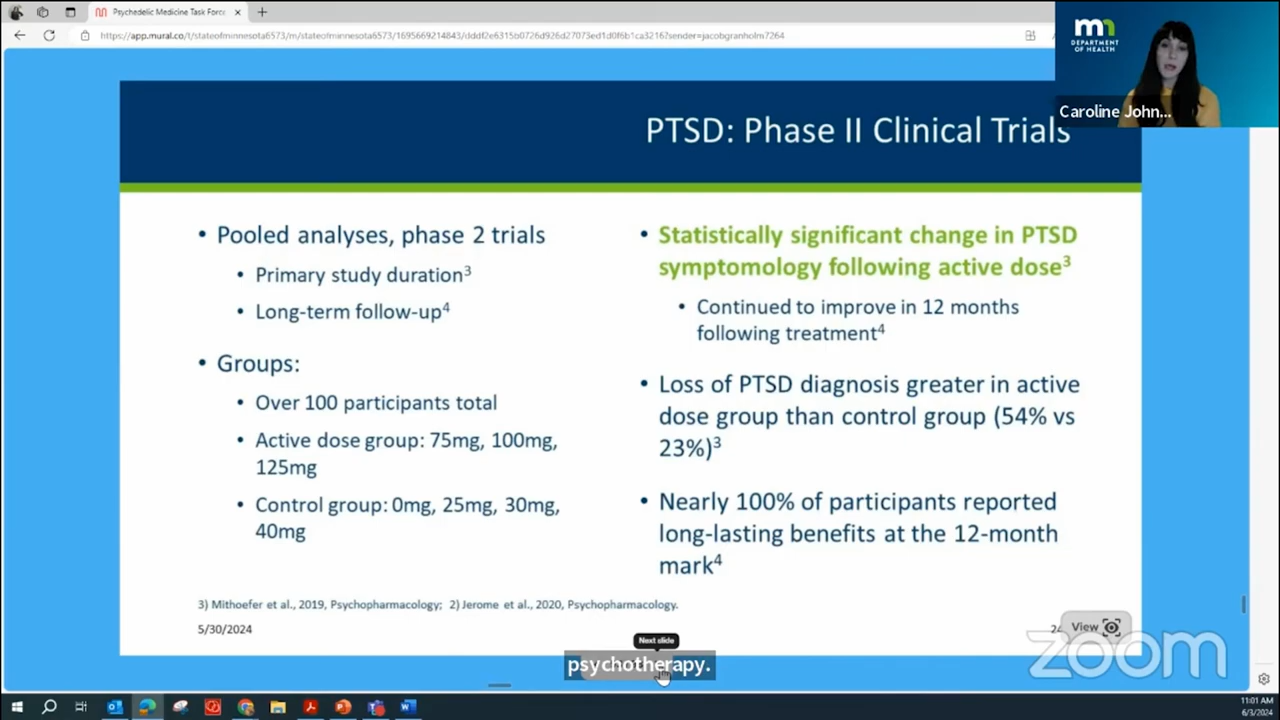 Psychedelic Medicine Task Forc
https://app.mural.co/t/stateofminnesota6573/m/stateofminnesota6573/1695669214843/dddf2e6315b0726d926d27073ed1d0f6b1ca3216?sender=jacobgranholm7264
mn
DEPARTMENT
OF HEALTH
Caroline John...
PTSD: Phase II Clinical Trials
• Pooled analyses, phase 2 trials
• Primary study duration3
• Long-term follow-up4
• Groups:
• Over 100 participants total
• Active dose group: 75mg, 100mg,
125mg
• Control group: 0mg, 25mg, 30mg,
40mg
• Statistically significant change in PTSD
symptomology following active dose3
• Continued to improve in 12 months
following treatment4
• Loss of PTSD diagnosis greater in active
dose group than control group (54% vs
23%)3
• Nearly 100% of participants reported
long-lasting benefits at the 12-month
mark4
3) Mithoefer et al., 2019, Psychopharmacology; 2) Jerome et al., 2020, Psychopharmacology.
5/30/2024
View
Next slide
psychotherapy.
zoom
11:01 AM
6/3/2024